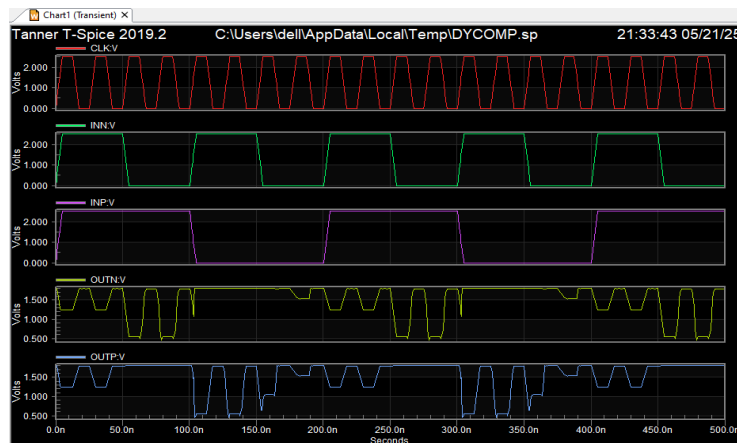 Chart1 (Transient) ×
Tanner T-Spice 2019.2 C:\Users\dell\AppData\Local\Temp\DYCOMP.sp 21:33:43 05/21/25
CLK:V
Volts
2.000
1.000
0.000
INN:V
Volts
2.000
1.000
0.000
INP:V
Volts
2.000
1.000
0.000
OUTN:V
Volts
1.500
1.000
0.500
OUTP:V
Volts
1.500
1.000
0.500
0.0 50.0n 100.0n 150.0n 200.0n 250.0n 300.0n 350.0n 400.0n 450.0n 500.0n
Seconds